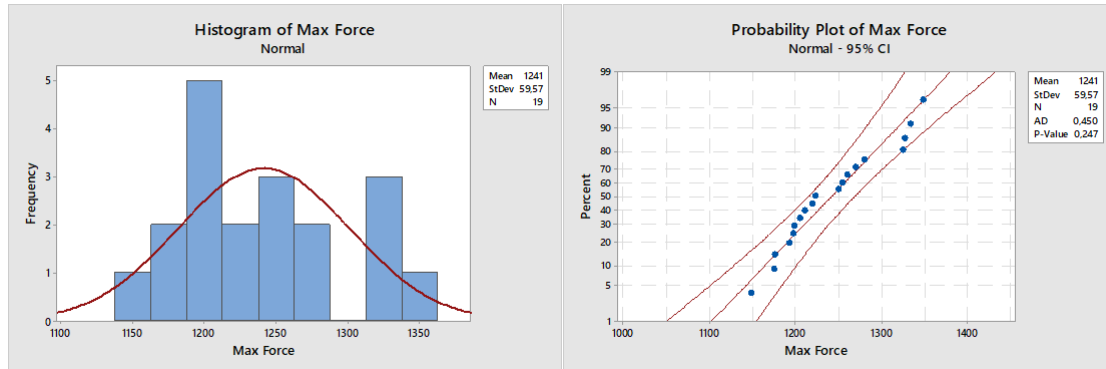 Histogram of Max Force
Normal
Mean 1241
StDev 59,57
N 19
Frequency
5
4
3
2
1
0
1100 1150 1200 1250 1300 1350
Max Force
Probability Plot of Max Force
Normal - 95% CI
Mean 1241
StDev 59,57
N 19
AD 0,450
P-Value 0,247
Percent
99
95
90
80
70
60
50
40
30
20
10
5
1
1000 1100 1200 1300 1400
Max Force